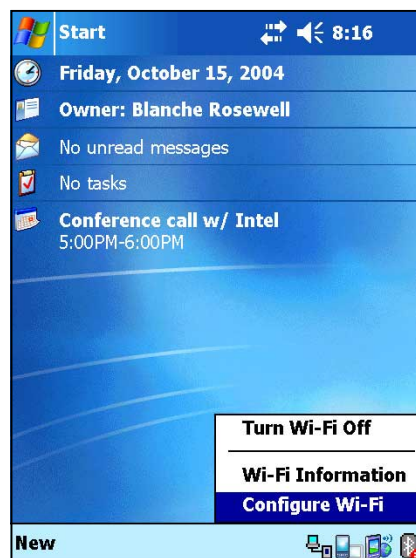 Start 8:16
Friday, October 15, 2004
Owner: Blanche Rosewell
No unread messages
No tasks
Conference call w/ Intel
5:00PM-6:00PM
Turn Wi-Fi Off
Wi-Fi Information
Configure Wi-Fi
New